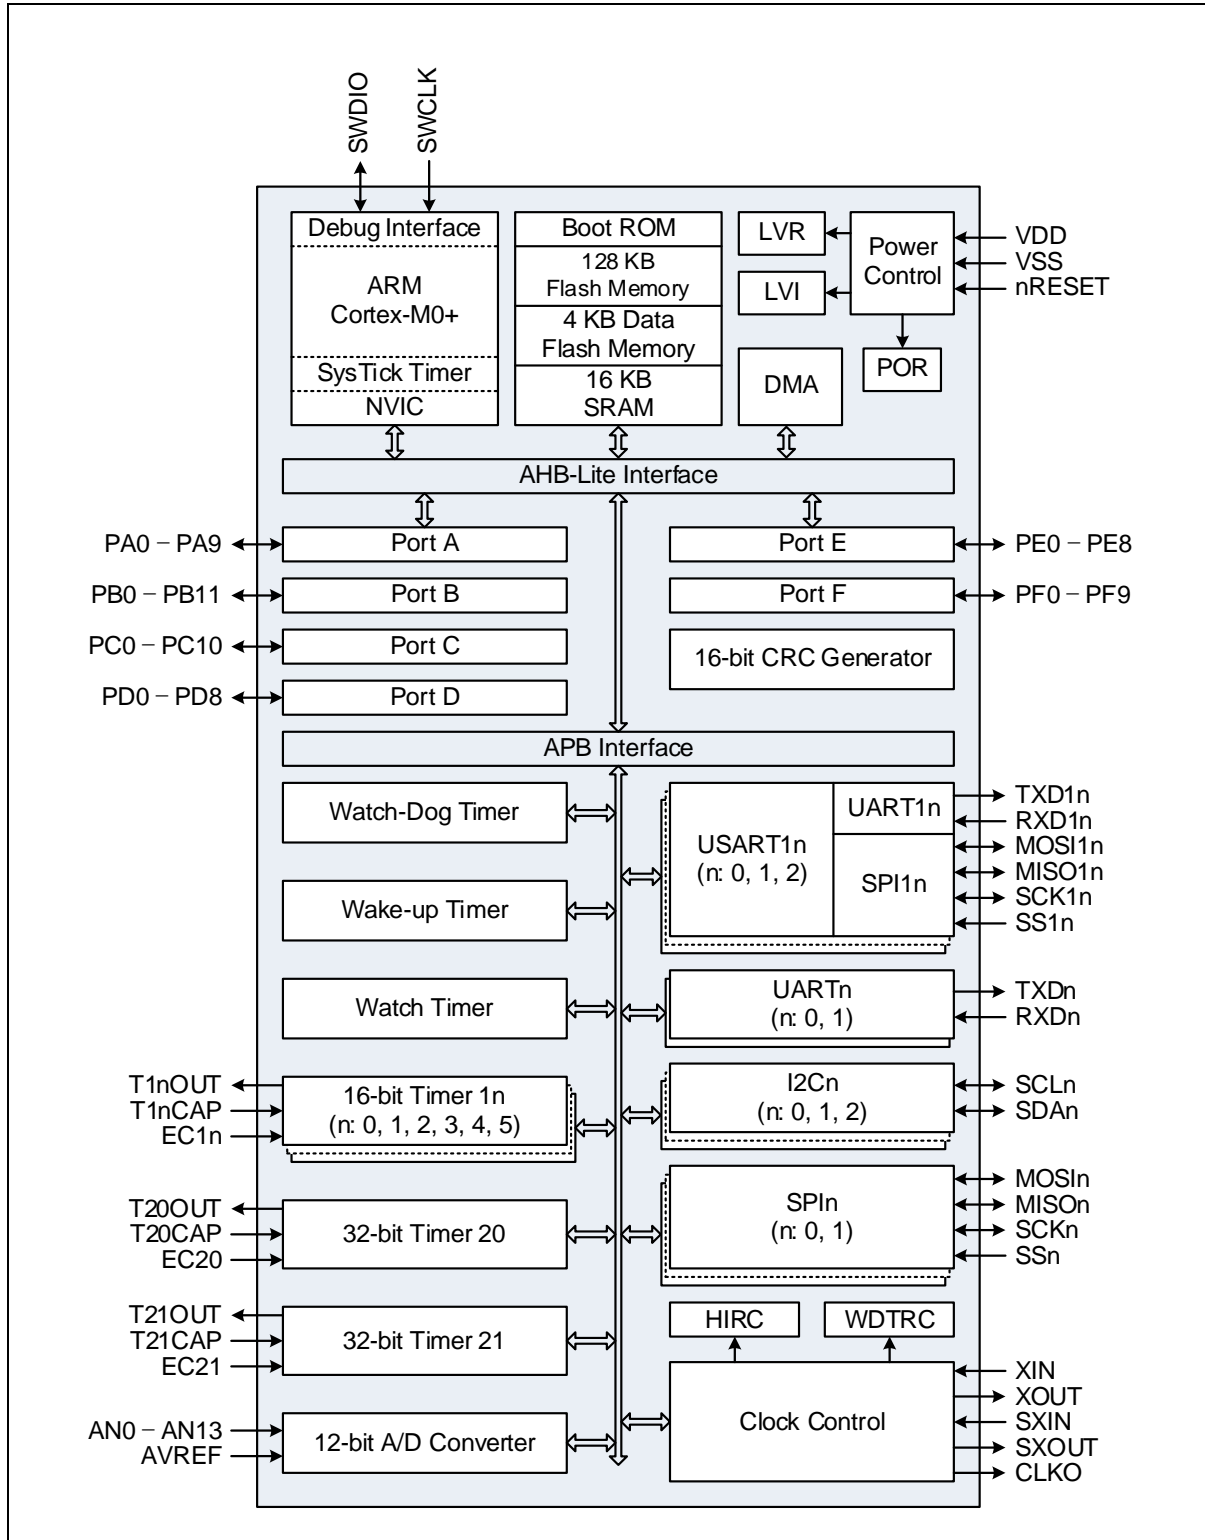 SWDIO
SWCLK
Debug Interface
ARM
Cortex-M0+
SysTick Timer
NVIC
Boot ROM
128 KB
Flash Memory
4 KB Data
Flash Memory
16 KB
SRAM
LVR
LVI
Power
Control
POR
DMA
VDD
VSS
nRESET
AHB-Lite Interface
PA0 – PA9
Port A
Port E
PE0 – PE8
PB0 – PB11
Port B
Port F
PF0 – PF9
PC0 – PC10
Port C
16-bit CRC Generator
PD0 – PD8
Port D
APB Interface
Watch-Dog Timer
Wake-up Timer
Watch Timer
USART1n
(n: 0, 1, 2)
UART1n
SPI1n
TXD1n
RXD1n
MOSI1n
MISO1n
SCK1n
SS1n
UARTn
(n: 0, 1)
TXDn
RXDn
T1nOUT
T1nCAP
EC1n
16-bit Timer 1n
(n: 0, 1, 2, 3, 4, 5)
I2Cn
(n: 0, 1, 2)
SCLn
SDAn
T20OUT
T20CAP
EC20
32-bit Timer 20
SPIn
(n: 0, 1)
MOSIn
MISOn
SCKn
SSn
T21OUT
T21CAP
EC21
32-bit Timer 21
HIRC
WDTRC
AN0 – AN13
AVREF
12-bit A/D Converter
Clock Control
XIN
XOUT
SXIN
SXOUT
CLKO